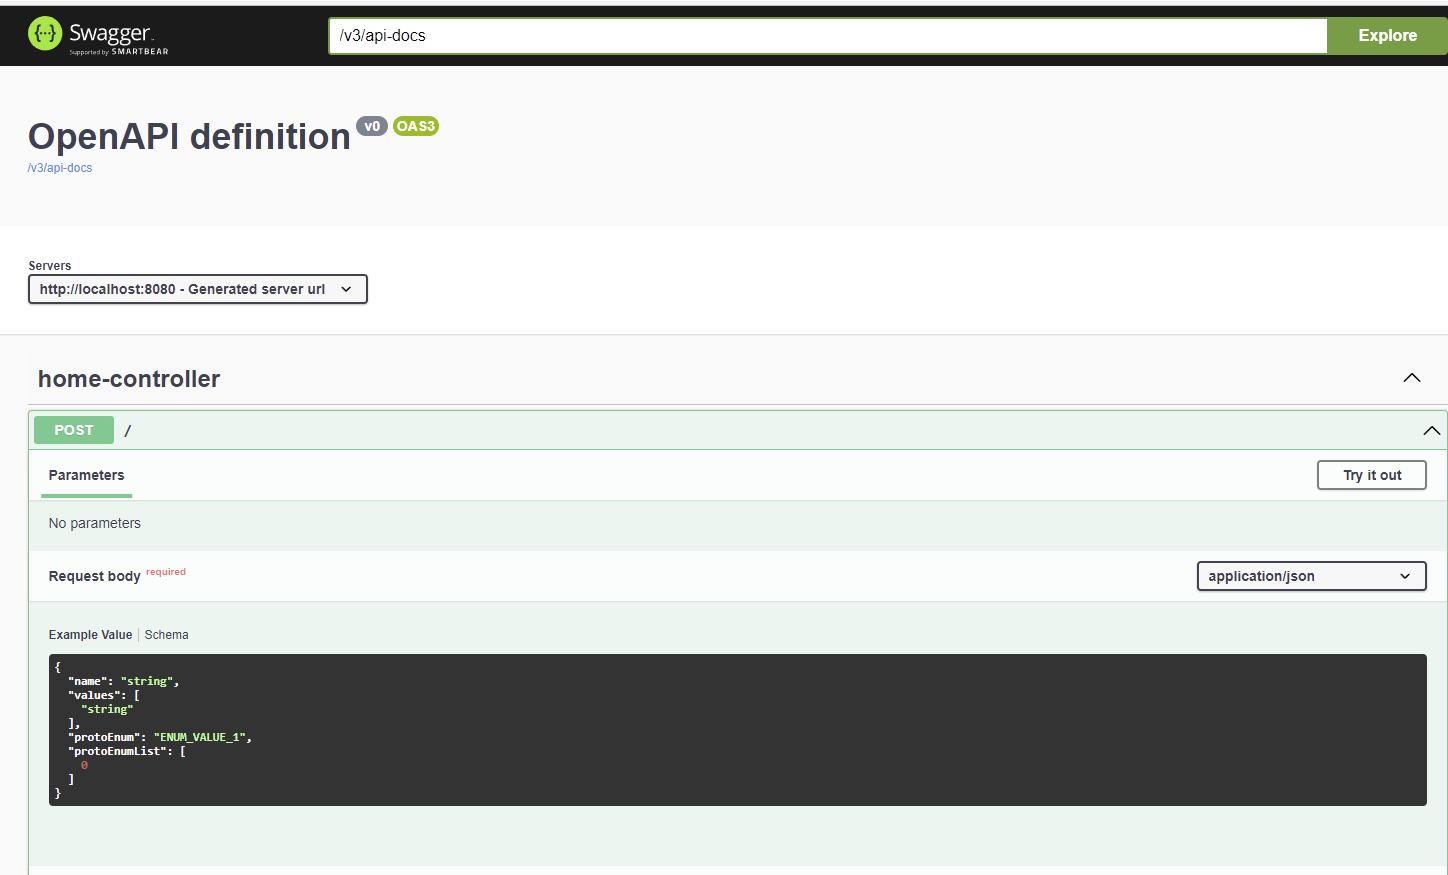 Swagger.
Supported by SMARTBEAR
/v3/api-docs
Explore
OpenAPI definition v0 OAS3
/v3/api-docs
Servers
http://localhost:8080 - Generated server url
home-controller
POST /
Parameters
Try it out
No parameters
Request body required
application/json
Example Value | Schema
{
  "name": "string",
  "values": [
    "string"
  ],
  "protoEnum": "ENUM_VALUE_1",
  "protoEnumList": [
    0
  ]
}